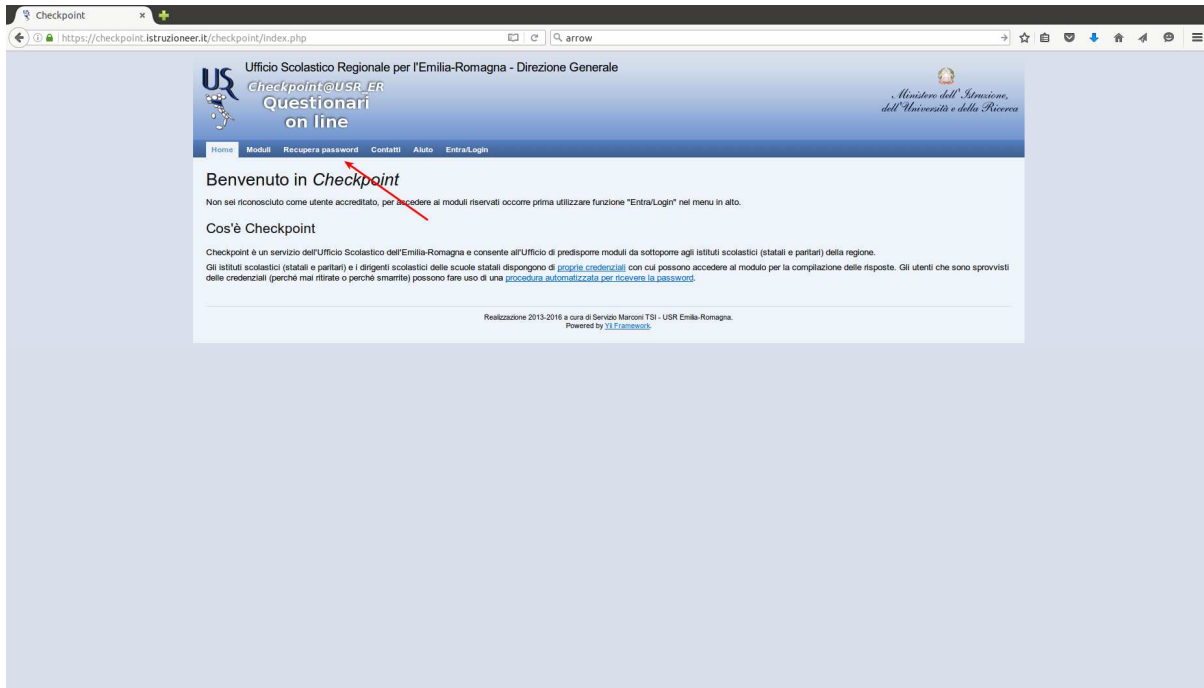 Checkpoint
https://checkpoint.istruzioneer.it/checkpoint/index.php
arrow
US
Ufficio Scolastico Regionale per l'Emilia-Romagna - Direzione Generale
Checkpoint@USR_ER
Questionari
on line
Ministero dell'Istruzione,
dell'Università e della Ricerca
Home Moduli Recupera password Contatti Aiuto Entra/Login
Benvenuto in Checkpoint
Non sei riconosciuto come utente accreditato, per accedere ai moduli riservati occorre prima utilizzare funzione "Entra/Login" nel menu in alto.
Cos'è Checkpoint
Checkpoint è un servizio dell'Ufficio Scolastico dell'Emilia-Romagna e consente all'Ufficio di predisporre moduli da sottoporre agli istituti scolastici (statali e paritari) della regione.
Gli istituti scolastici (statali e paritari) e i dirigenti scolastici delle scuole statali dispongono di proprie credenziali con cui possono accedere al modulo per la compilazione delle risposte. Gli utenti che sono sprovvisti
delle credenziali (perché mai ritirate o perché smarrite) possono fare uso di una procedura automatizzata per ricevere la password.
Realizzazione 2013-2016 a cura di Servizio Marconi TSI - USR Emilia-Romagna.
Powered by Yii Framework.